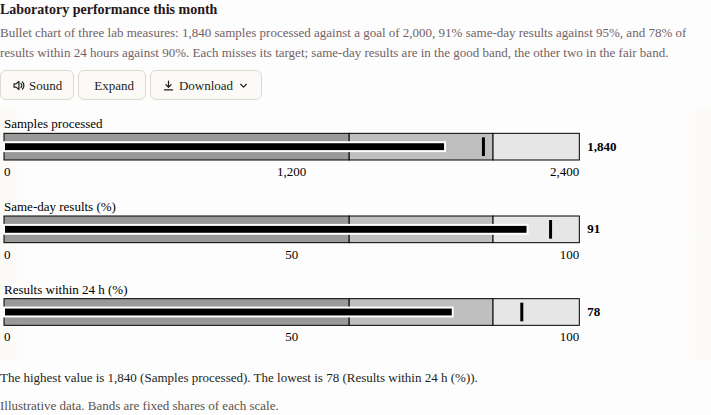 Laboratory performance this month
Bullet chart of three lab measures: 1,840 samples processed against a goal of 2,000, 91% same-day results against 95%, and 78% of
results within 24 hours against 90%. Each misses its target; same-day results are in the good band, the other two in the fair band.
Sound Expand Download
Samples processed
1,840
0 1,200 2,400
Same-day results (%)
91
0 50 100
Results within 24 h (%)
78
0 50 100
The highest value is 1,840 (Samples processed). The lowest is 78 (Results within 24 h (%)).
Illustrative data. Bands are fixed shares of each scale.